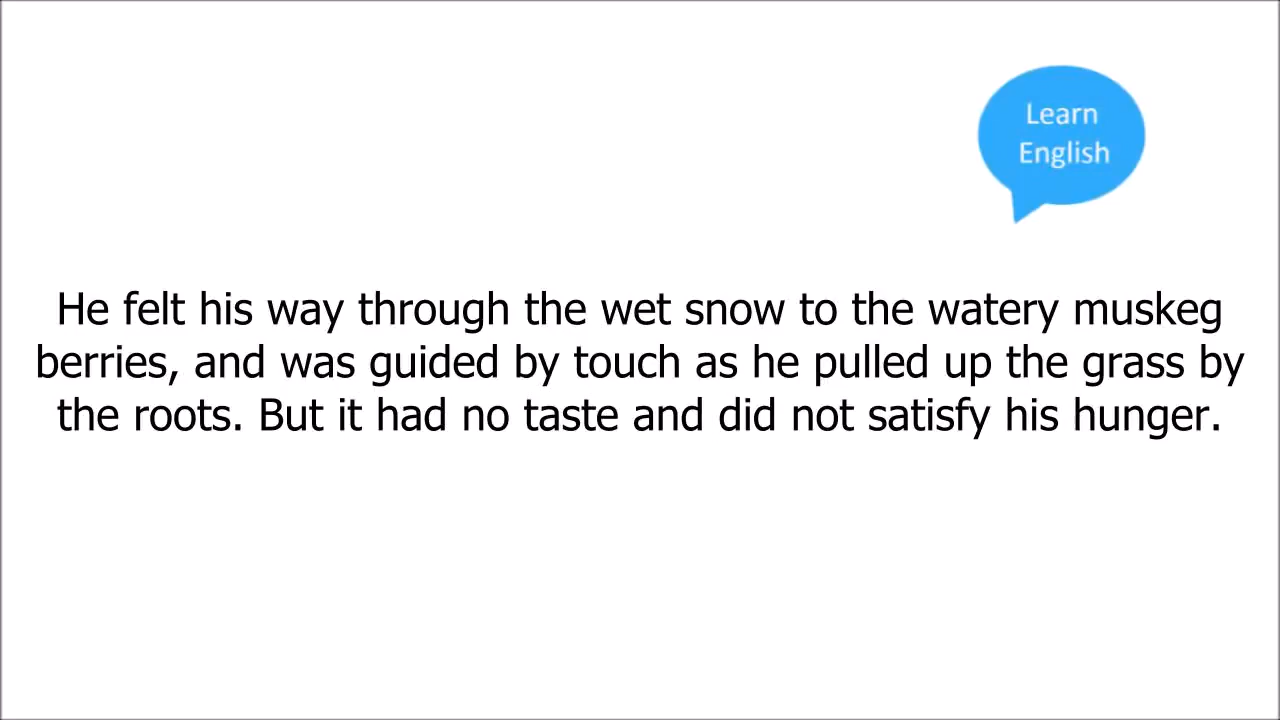 Learn
English
He felt his way through the wet snow to the watery muskeg
berries, and was guided by touch as he pulled up the grass by
the roots. But it had no taste and did not satisfy his hunger.